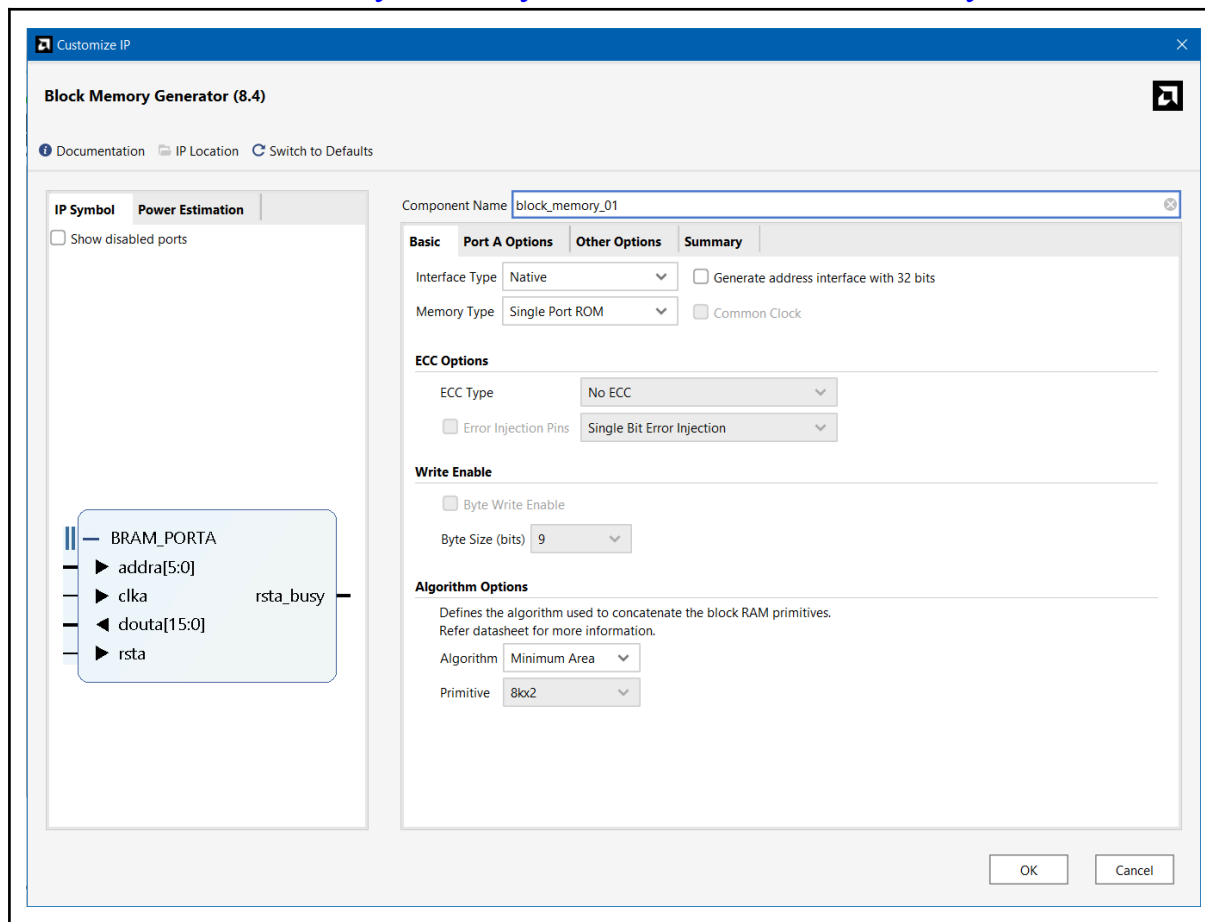 Customize IP
Block Memory Generator (8.4)
Documentation IP Location Switch to Defaults
IP Symbol Power Estimation
Show disabled ports
BRAM_PORTA
addra[5:0]
clka rsta_busy
douta[15:0]
rsta
Component Name block_memory_01
Basic Port A Options Other Options Summary
Interface Type Native Generate address interface with 32 bits
Memory Type Single Port ROM Common Clock
ECC Options
ECC Type No ECC
Error Injection Pins Single Bit Error Injection
Write Enable
Byte Write Enable
Byte Size (bits) 9
Algorithm Options
Defines the algorithm used to concatenate the block RAM primitives.
Refer datasheet for more information.
Algorithm Minimum Area
Primitive 8kx2
OK Cancel